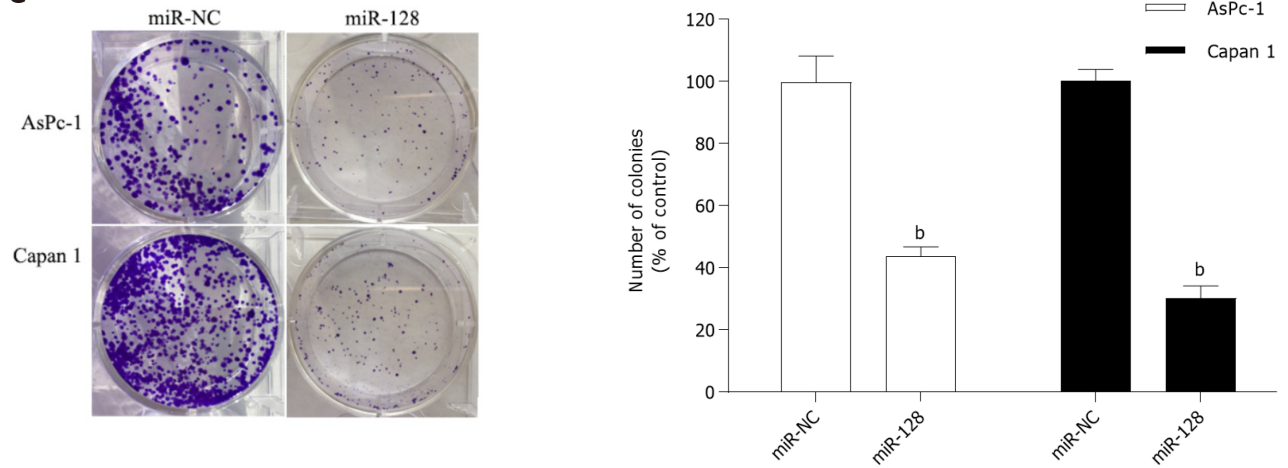 miR-NC miR-128
AsPc-1
Capan 1
AsPc-1
Capan 1
Number of colonies
(% of control)
120
100
80
60
40
20
0
b
b
miR-NC
miR-128
miR-NC
miR-128